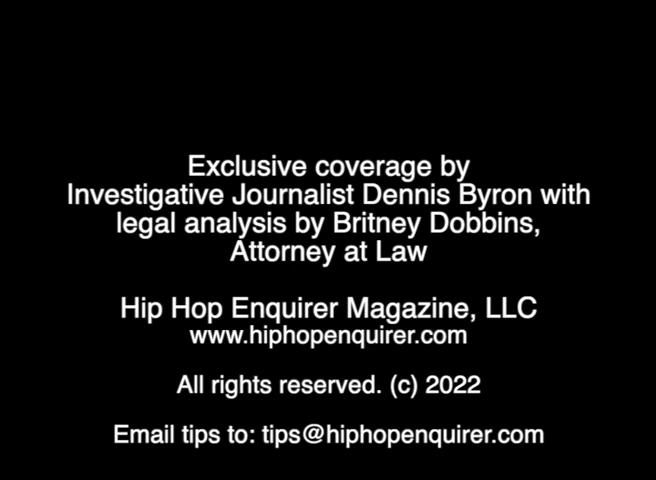 Exclusive coverage by
Investigative Journalist Dennis Byron with
legal analysis by Britney Dobbins,
Attorney at Law
Hip Hop Enquirer Magazine, LLC
www.hiphopenquirer.com
All rights reserved. (c) 2022
Email tips to: tips@hiphopenquirer.com